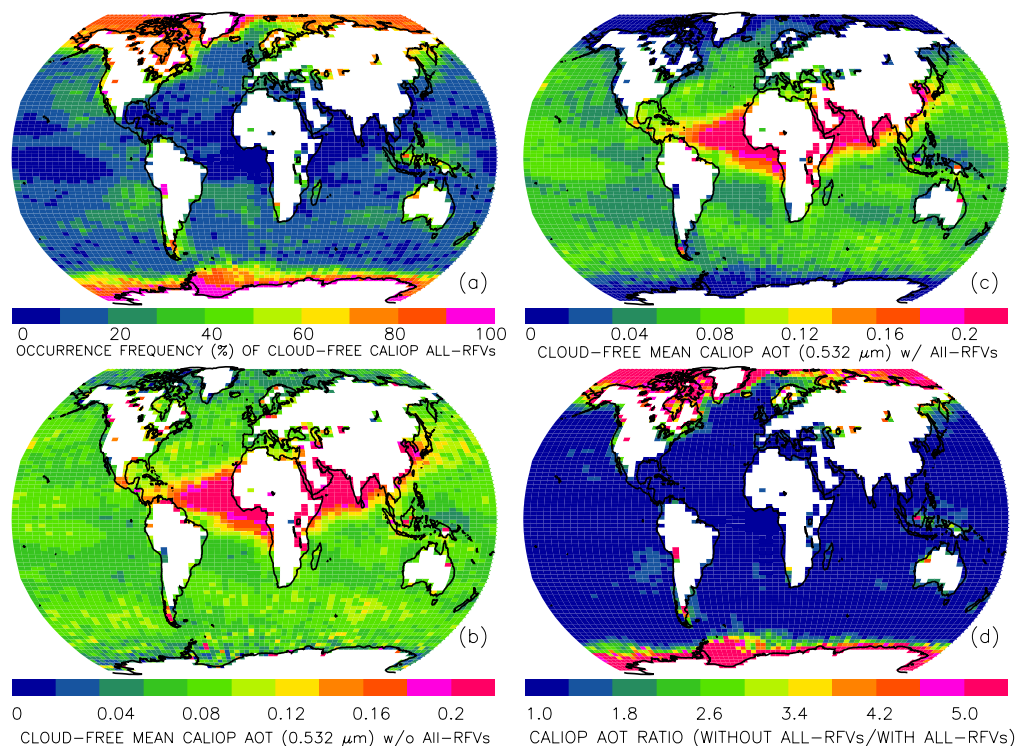 (a)
0 20 40 60 80 100
OCCURRENCE FREQUENCY (%) OF CLOUD-FREE CALIOP ALL-RFVs
(c)
0 0.04 0.08 0.12 0.16 0.2
CLOUD-FREE MEAN CALIOP AOT (0.532 μm) w/ All-RFVs
(b)
0 0.04 0.08 0.12 0.16 0.2
CLOUD-FREE MEAN CALIOP AOT (0.532 μm) w/o All-RFVs
(d)
1.0 1.8 2.6 3.4 4.2 5.0
CALIOP AOT RATIO (WITHOUT ALL-RFVs/WITH ALL-RFVs)